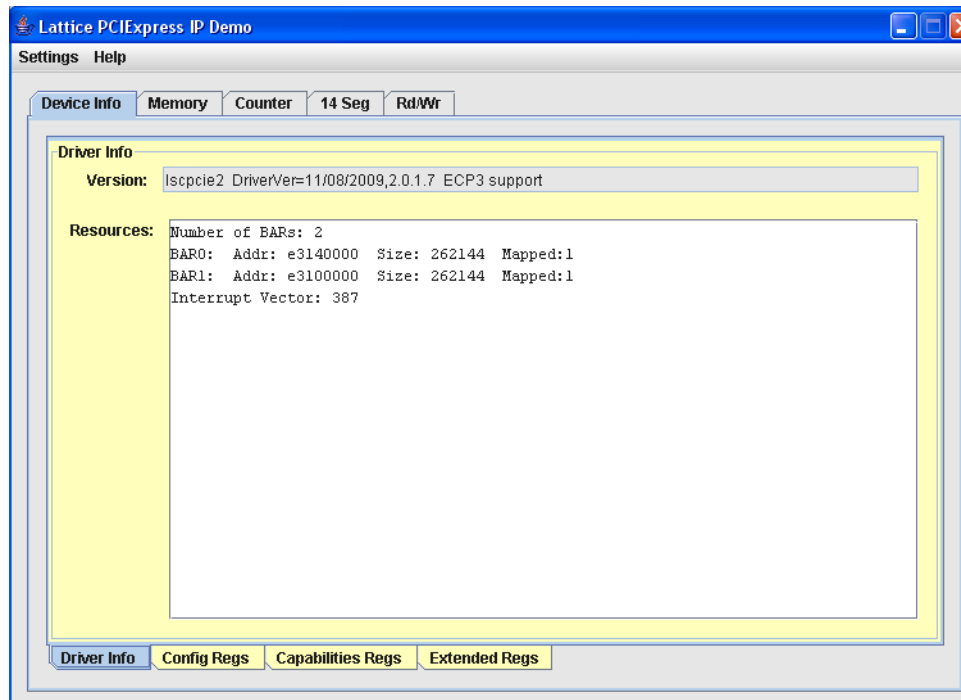 Lattice PCIExpress IP Demo
Settings Help
Device Info Memory Counter 14 Seg Rd/Wr
Driver Info
Version: lscpcie2 DriverVer=11/08/2009,2.0.1.7 ECP3 support
Resources: Number of BARs: 2
BAR0: Addr: e3140000 Size: 262144 Mapped:1
BAR1: Addr: e3100000 Size: 262144 Mapped:1
Interrupt Vector: 387
Driver Info Config Regs Capabilities Regs Extended Regs